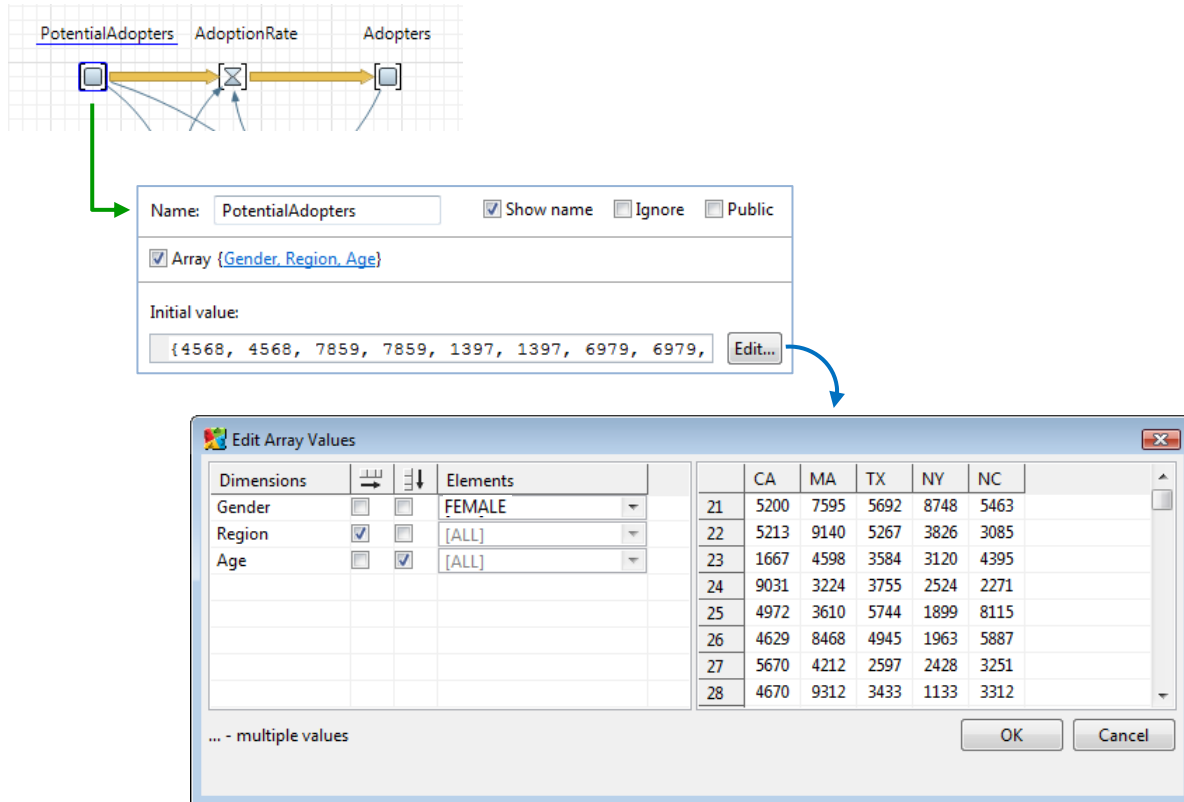 PotentialAdopters AdoptionRate Adopters
Name: PotentialAdopters Show name Ignore Public
Array {Gender, Region, Age}
Initial value:
{4568, 4568, 7859, 7859, 1397, 1397, 6979, 6979, Edit...
Edit Array Values
Dimensions Elements CA MA TX NY NC
Gender FEMALE 21 5200 7595 5692 8748 5463
Region [ALL] 22 5213 9140 5267 3826 3085
Age [ALL] 23 1667 4598 3584 3120 4395
24 9031 3224 3755 2524 2271
25 4972 3610 5744 1899 8115
26 4629 8468 4945 1963 5887
27 5670 4212 2597 2428 3251
28 4670 9312 3433 1133 3312
... - multiple values OK Cancel